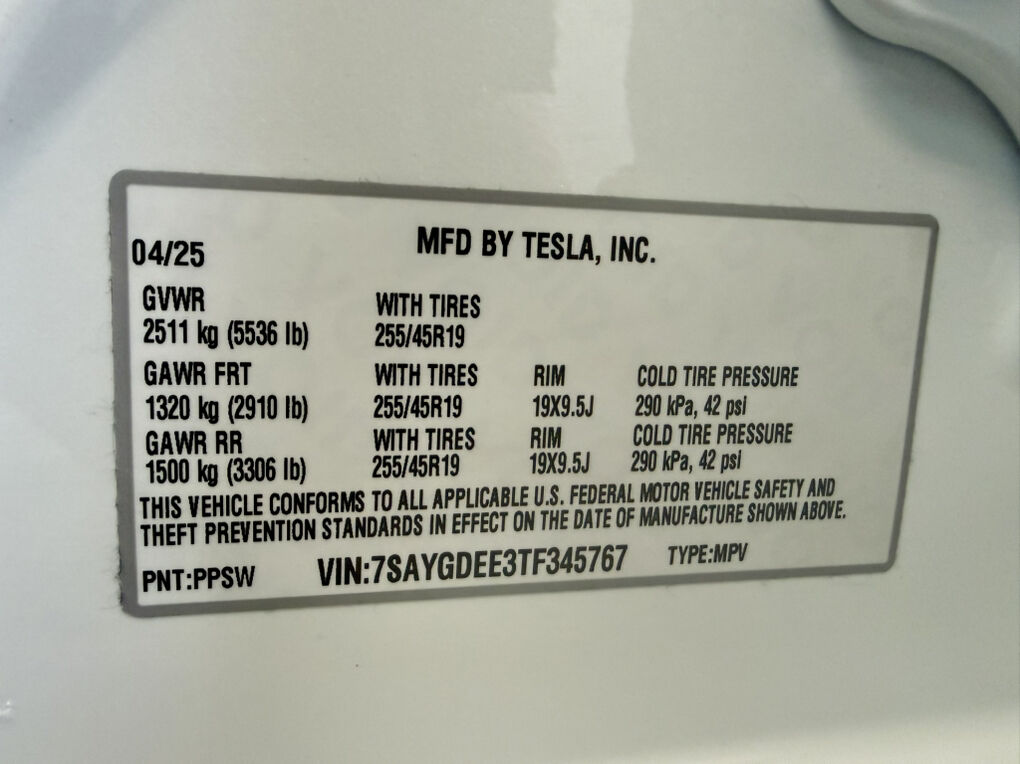 04/25 MFD BY TESLA, INC.
GVWR WITH TIRES
2511 kg (5536 lb) 255/45R19
GAWR FRT WITH TIRES RIM COLD TIRE PRESSURE
1320 kg (2910 lb) 255/45R19 19X9.5J 290 kPa, 42 psi
GAWR RR WITH TIRES RIM COLD TIRE PRESSURE
1500 kg (3306 lb) 255/45R19 19X9.5J 290 kPa, 42 psi
THIS VEHICLE CONFORMS TO ALL APPLICABLE U.S. FEDERAL MOTOR VEHICLE SAFETY AND
THEFT PREVENTION STANDARDS IN EFFECT ON THE DATE OF MANUFACTURE SHOWN ABOVE.
PNT:PPSW VIN:7SAYGDEE3TF345767 TYPE:MPV